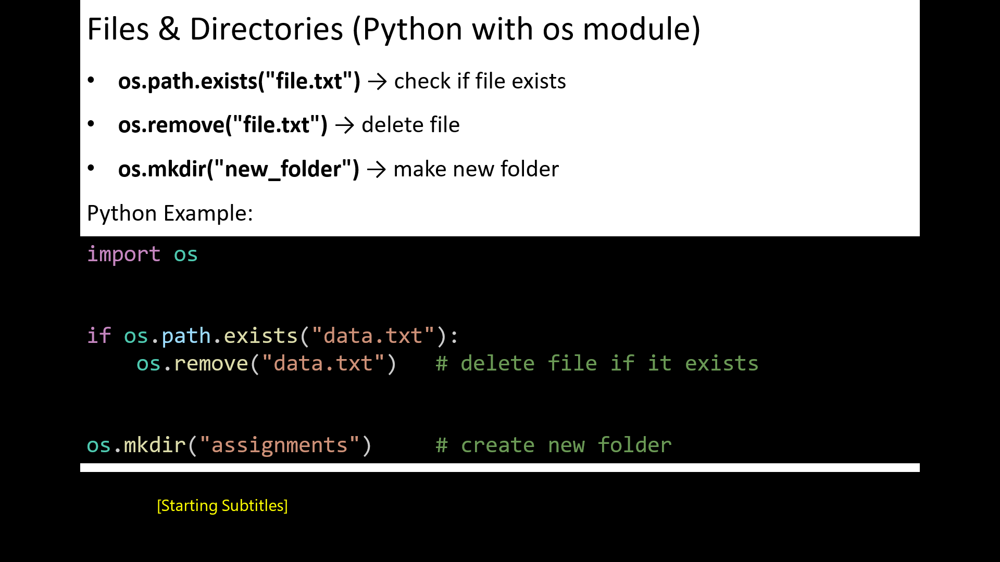 Files & Directories (Python with os module)
• os.path.exists("file.txt") → check if file exists
• os.remove("file.txt") → delete file
• os.mkdir("new_folder") → make new folder
Python Example:
import os
if os.path.exists("data.txt"):
    os.remove("data.txt")   # delete file if it exists
os.mkdir("assignments")     # create new folder
[Starting Subtitles]